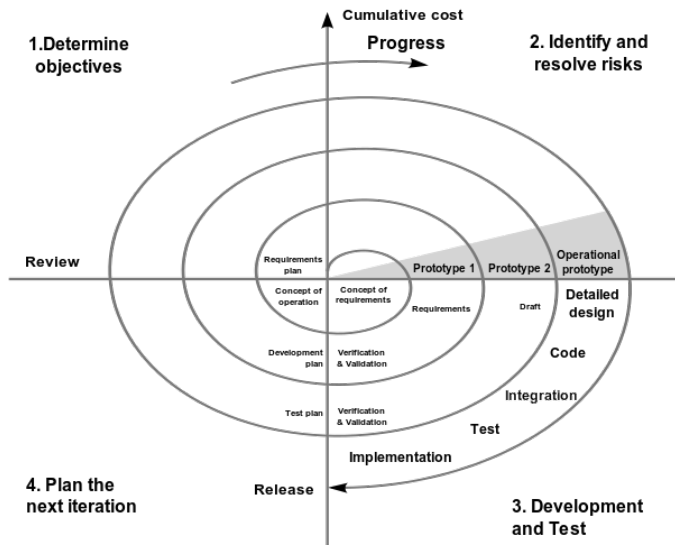 Cumulative cost
1.Determine
objectives
Progress
2. Identify and
resolve risks
Review
Requirements
plan
Prototype 1
Prototype 2
Operational
prototype
Concept of
operation
Concept of
requirements
Requirements
Draft
Detailed
design
Development
plan
Verification
& Validation
Code
Integration
Test plan
Verification
& Validation
Test
Implementation
4. Plan the
next iteration
Release
3. Development
and Test